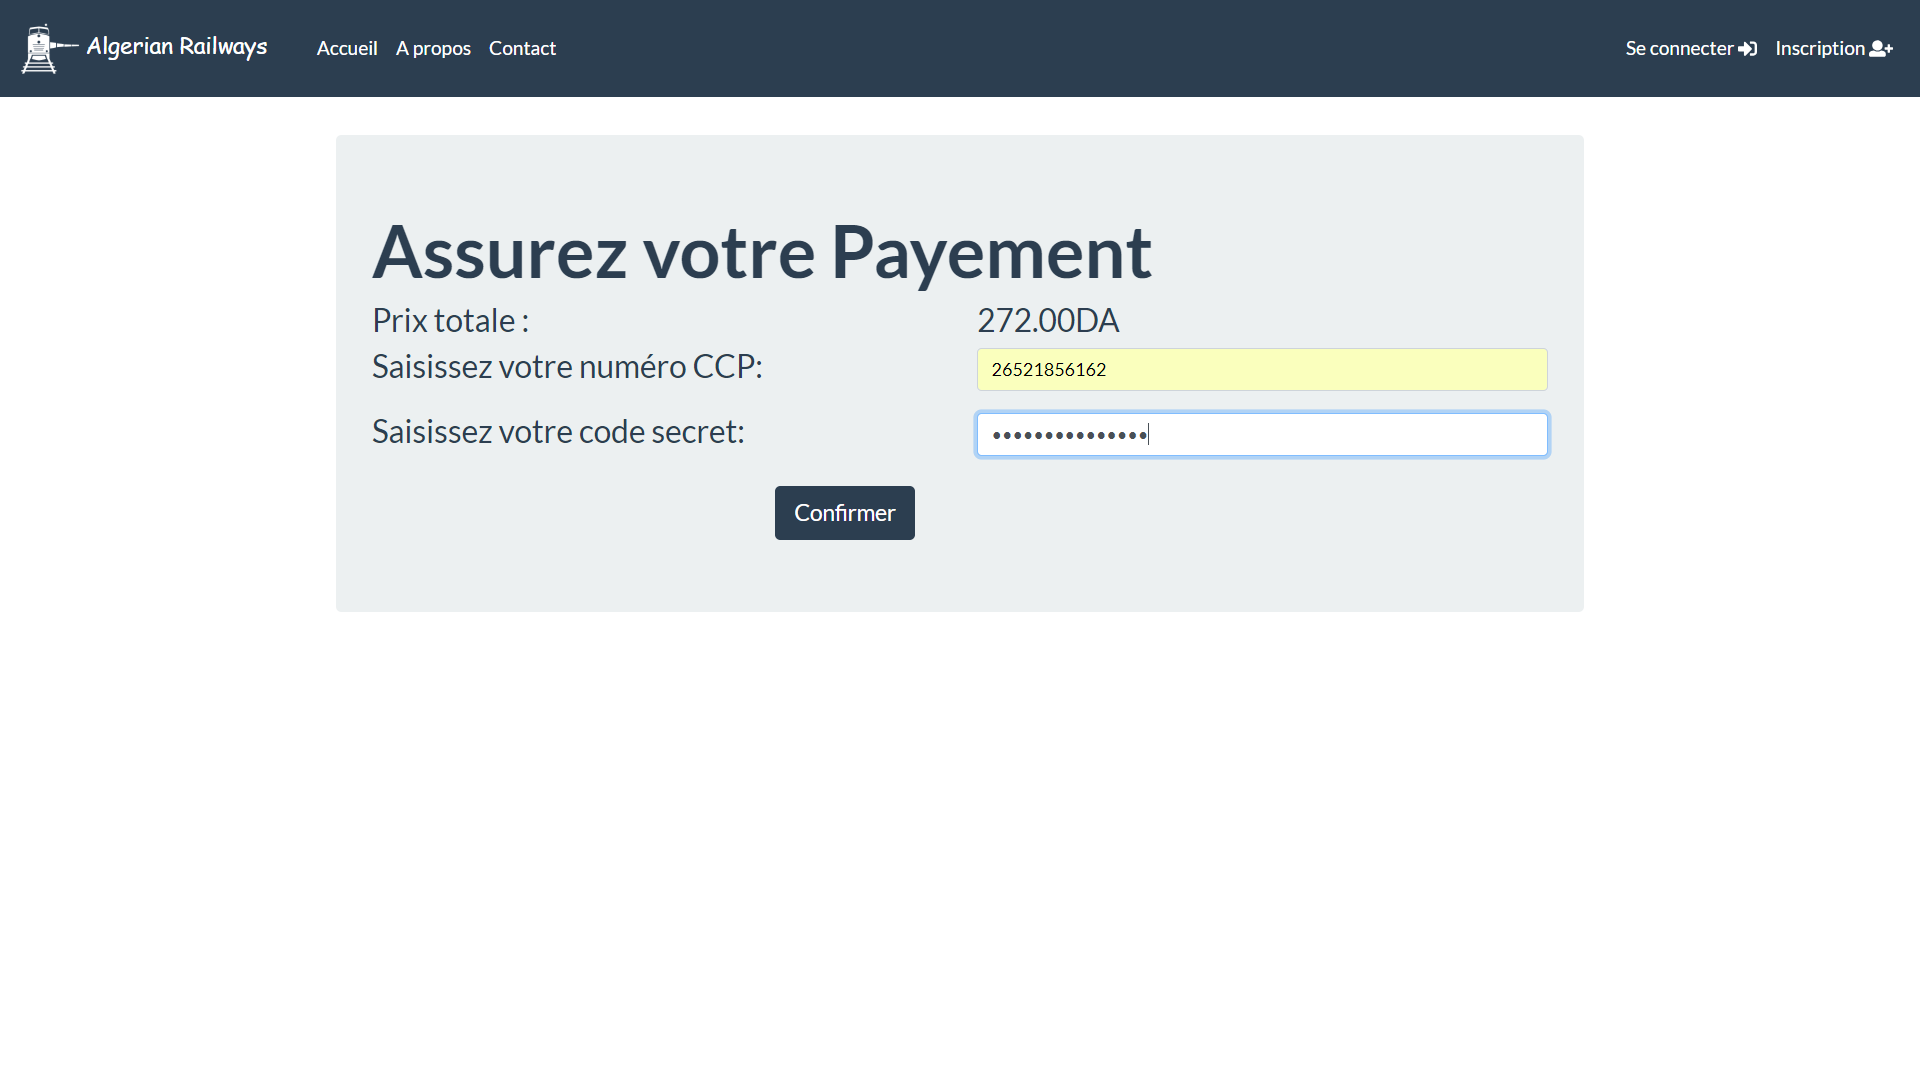 Algerian Railways Accueil A propos Contact Se connecter Inscription
Assurez votre Payement
Prix totale : 272.00DA
Saisissez votre numéro CCP: 26521856162
Saisissez votre code secret: •••••••••••••••
Confirmer